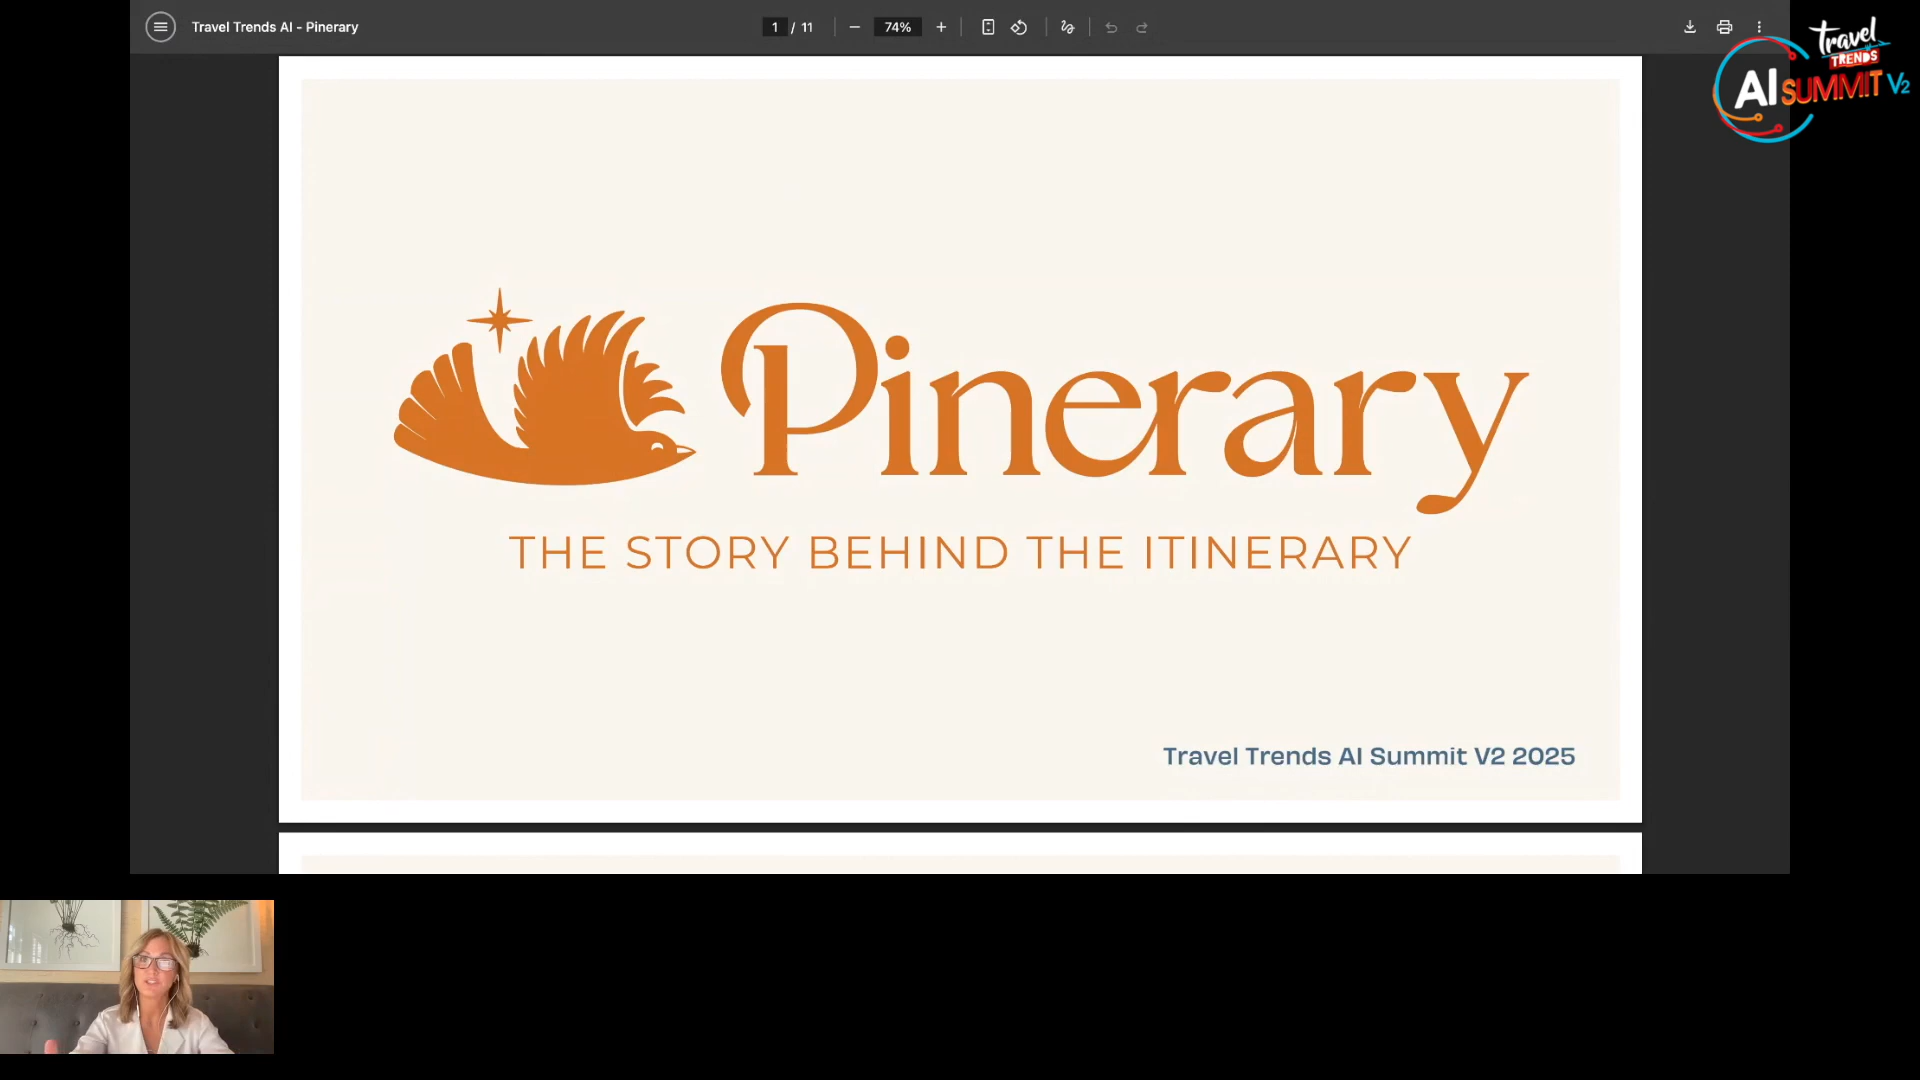 Travel Trends AI - Pinerary
1 / 11
74%
travel
TRENDS
AI SUMMIT V2
Pinerary
THE STORY BEHIND THE ITINERARY
Travel Trends AI Summit V2 2025